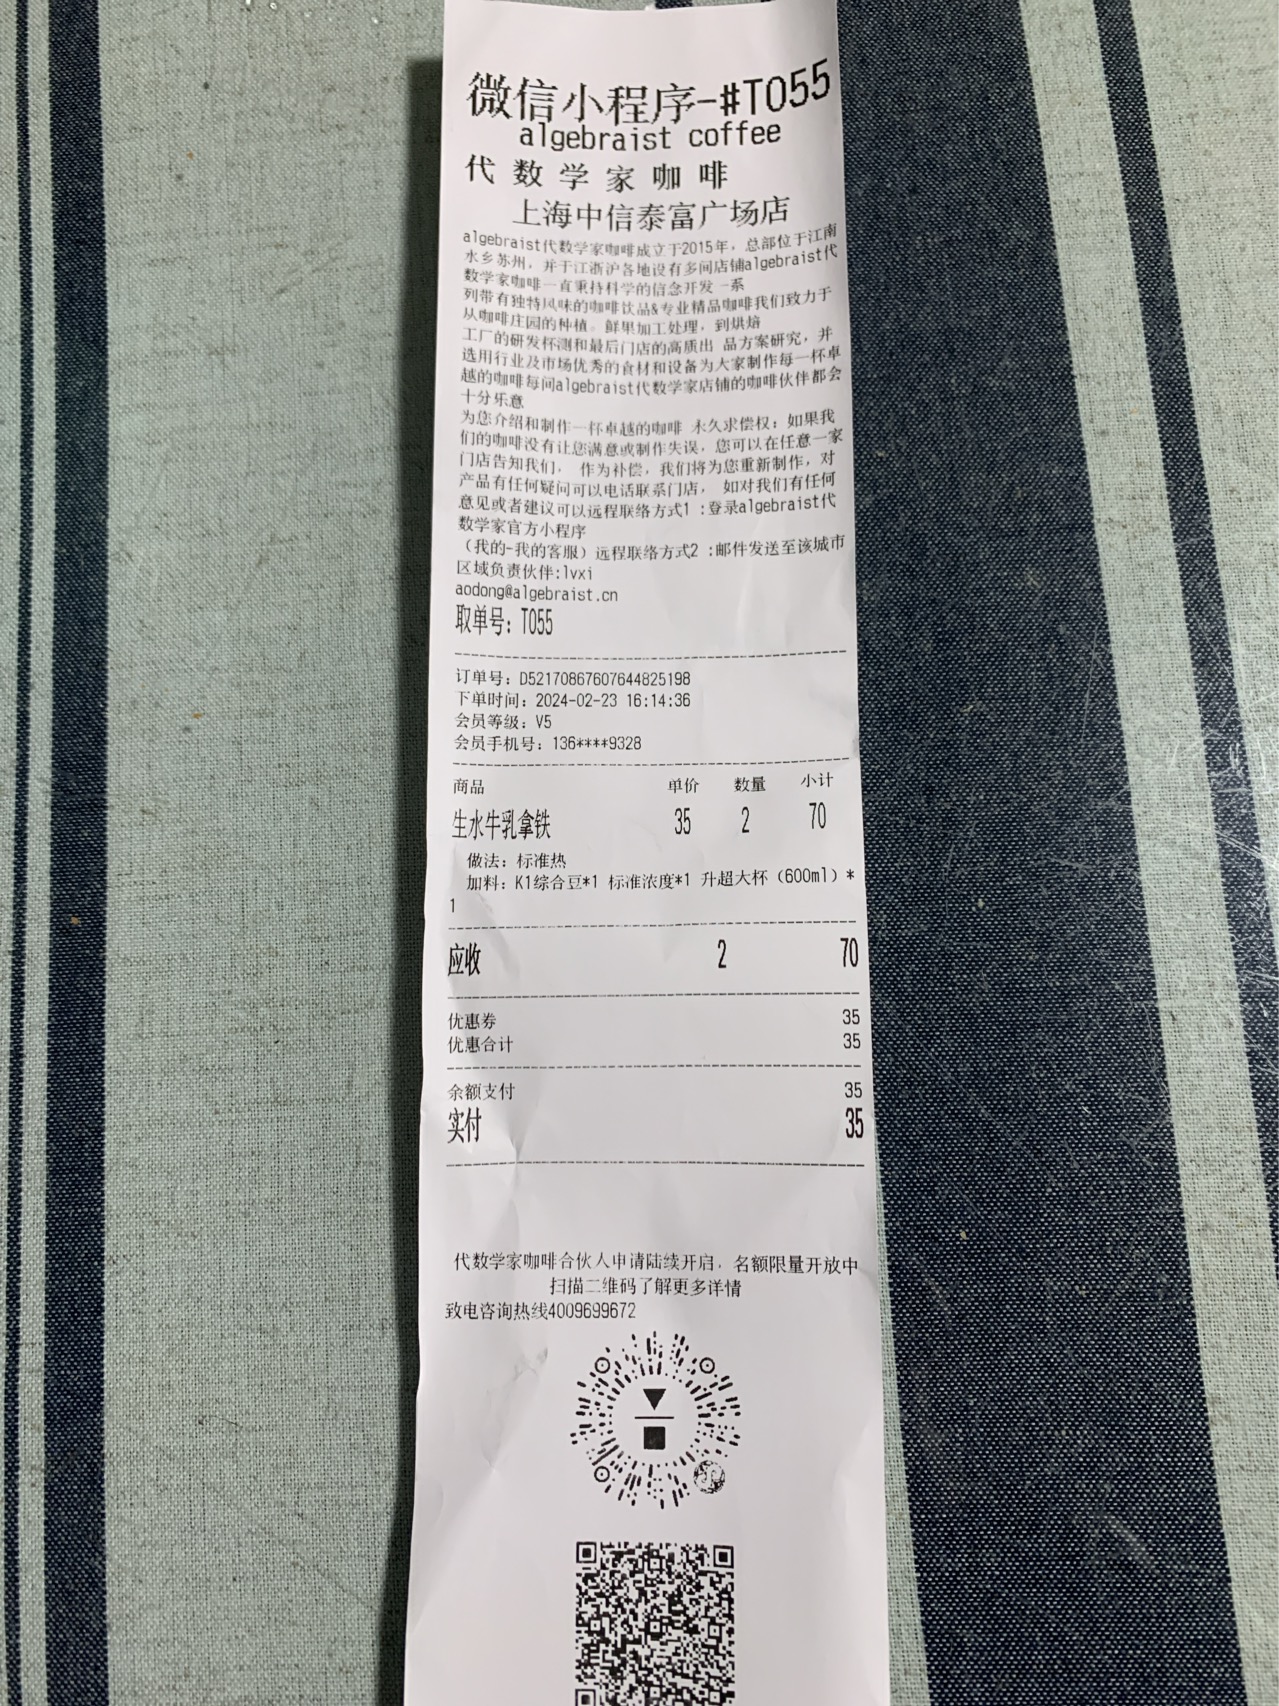 微信小程序-#T055
algebraist coffee
代数学家咖啡
上海中信泰富广场店
algebraist代数学家咖啡成立于2015年，总部位于江南
水乡苏州，并于江浙沪各地设有多间店铺algebraist代
数学家咖啡一直秉持科学的信念开发一系
列带有独特风味的咖啡饮品&专业精品咖啡我们致力于
从咖啡庄园的种植。鲜果加工处理，到烘焙
工厂的研发杯测和最后门店的高质出 品方案研究，并
选用行业及市场优秀的食材和设备为大家制作每一杯卓
越的咖啡每间algebraist代数学家店铺的咖啡伙伴都会
十分乐意
为您介绍和制作一杯卓越的咖啡 永久求偿权：如果我
们的咖啡没有让您满意或制作失误，您可以在任意一家
门店告知我们， 作为补偿，我们将为您重新制作，对
产品有任何疑问可以电话联系门店， 如对我们有任何
意见或者建议可以远程联络方式1 :登录algebraist代
数学家官方小程序
（我的-我的客服）远程联络方式2 :邮件发送至该城市
区域负责伙伴:lvxi
aodong@algebraist.cn
取单号：T055
订单号：D52170867607644825198
下单时间：2024-02-23 16:14:36
会员等级：V5
会员手机号：136****9328
商品 单价 数量 小计
生水牛乳拿铁 35 2 70
做法：标准热
加料：K1综合豆*1 标准浓度*1 升超大杯（600ml）*
1
应收 2 70
优惠券 35
优惠合计 35
余额支付 35
实付 35
代数学家咖啡合伙人申请陆续开启，名额限量开放中
扫描二维码了解更多详情
致电咨询热线4009699672